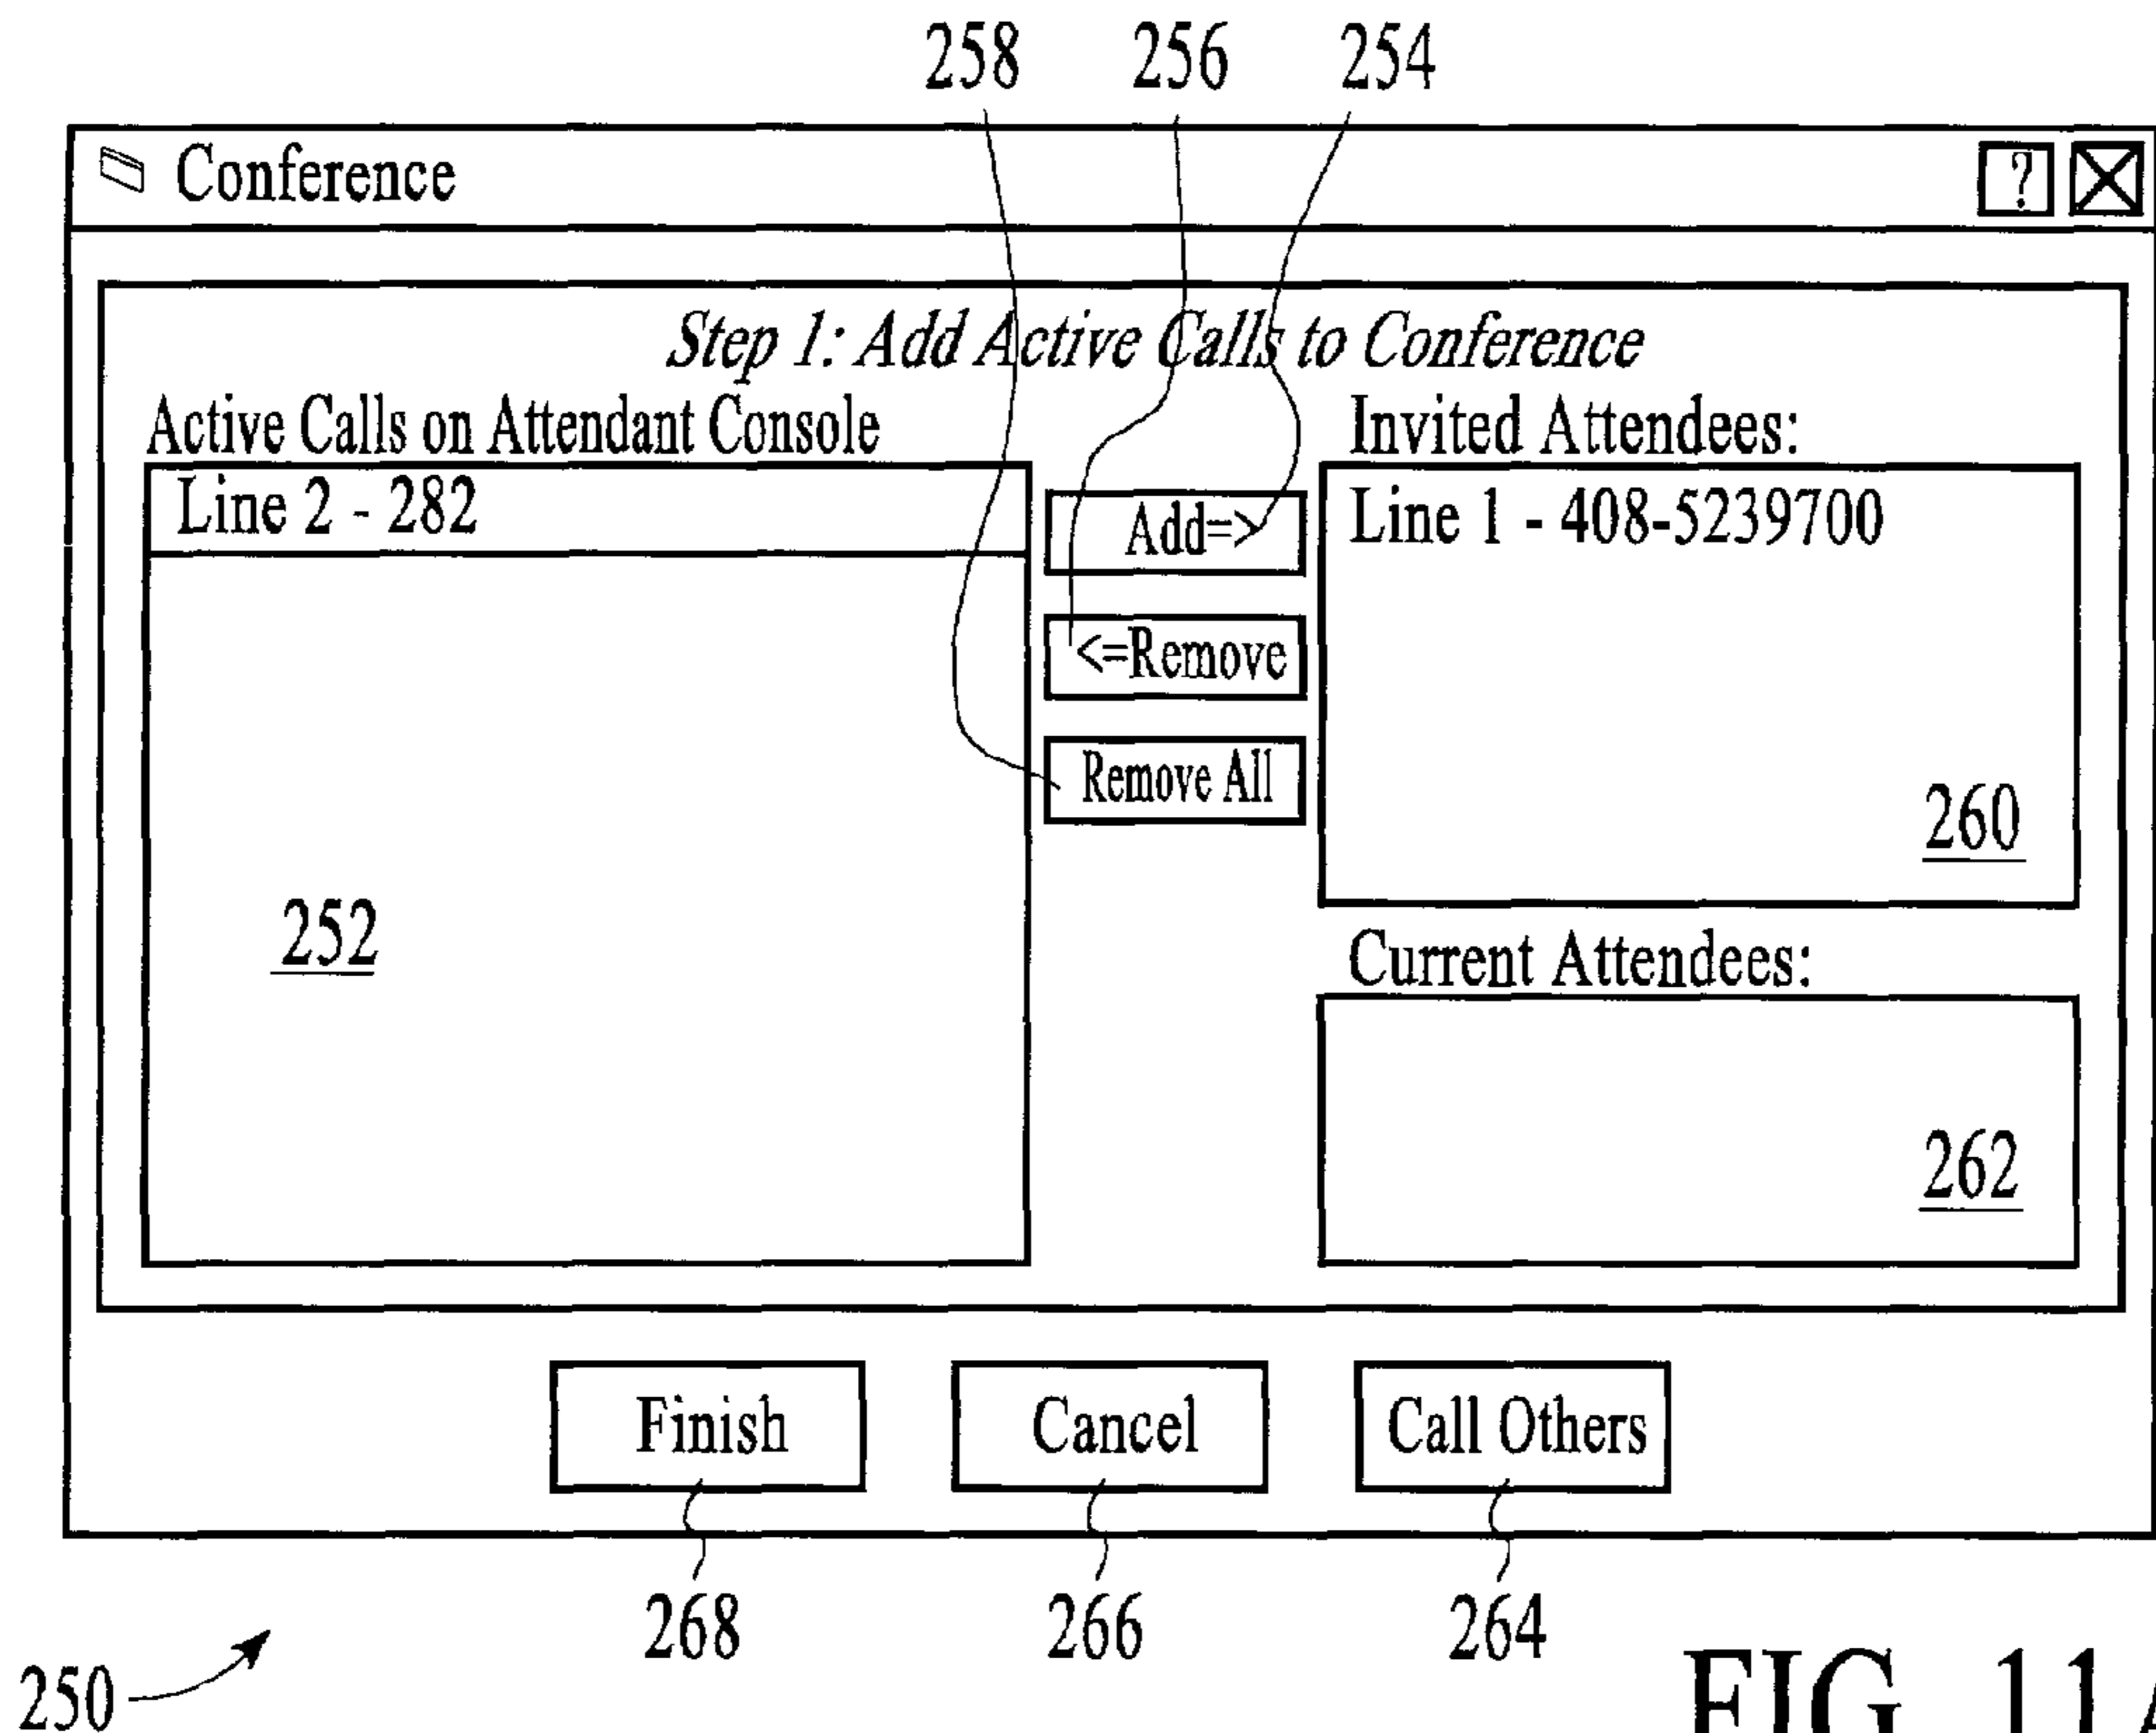 258 256 254
Conference ?
Step 1: Add Active Calls to Conference
Active Calls on Attendant Console
Invited Attendees:
Line 2 - 282
Add=>
Line 1 - 408-5239700
<=Remove
Remove All
260
252
Current Attendees:
262
Finish Cancel Call Others
268 266 264
250
FIG. 11A